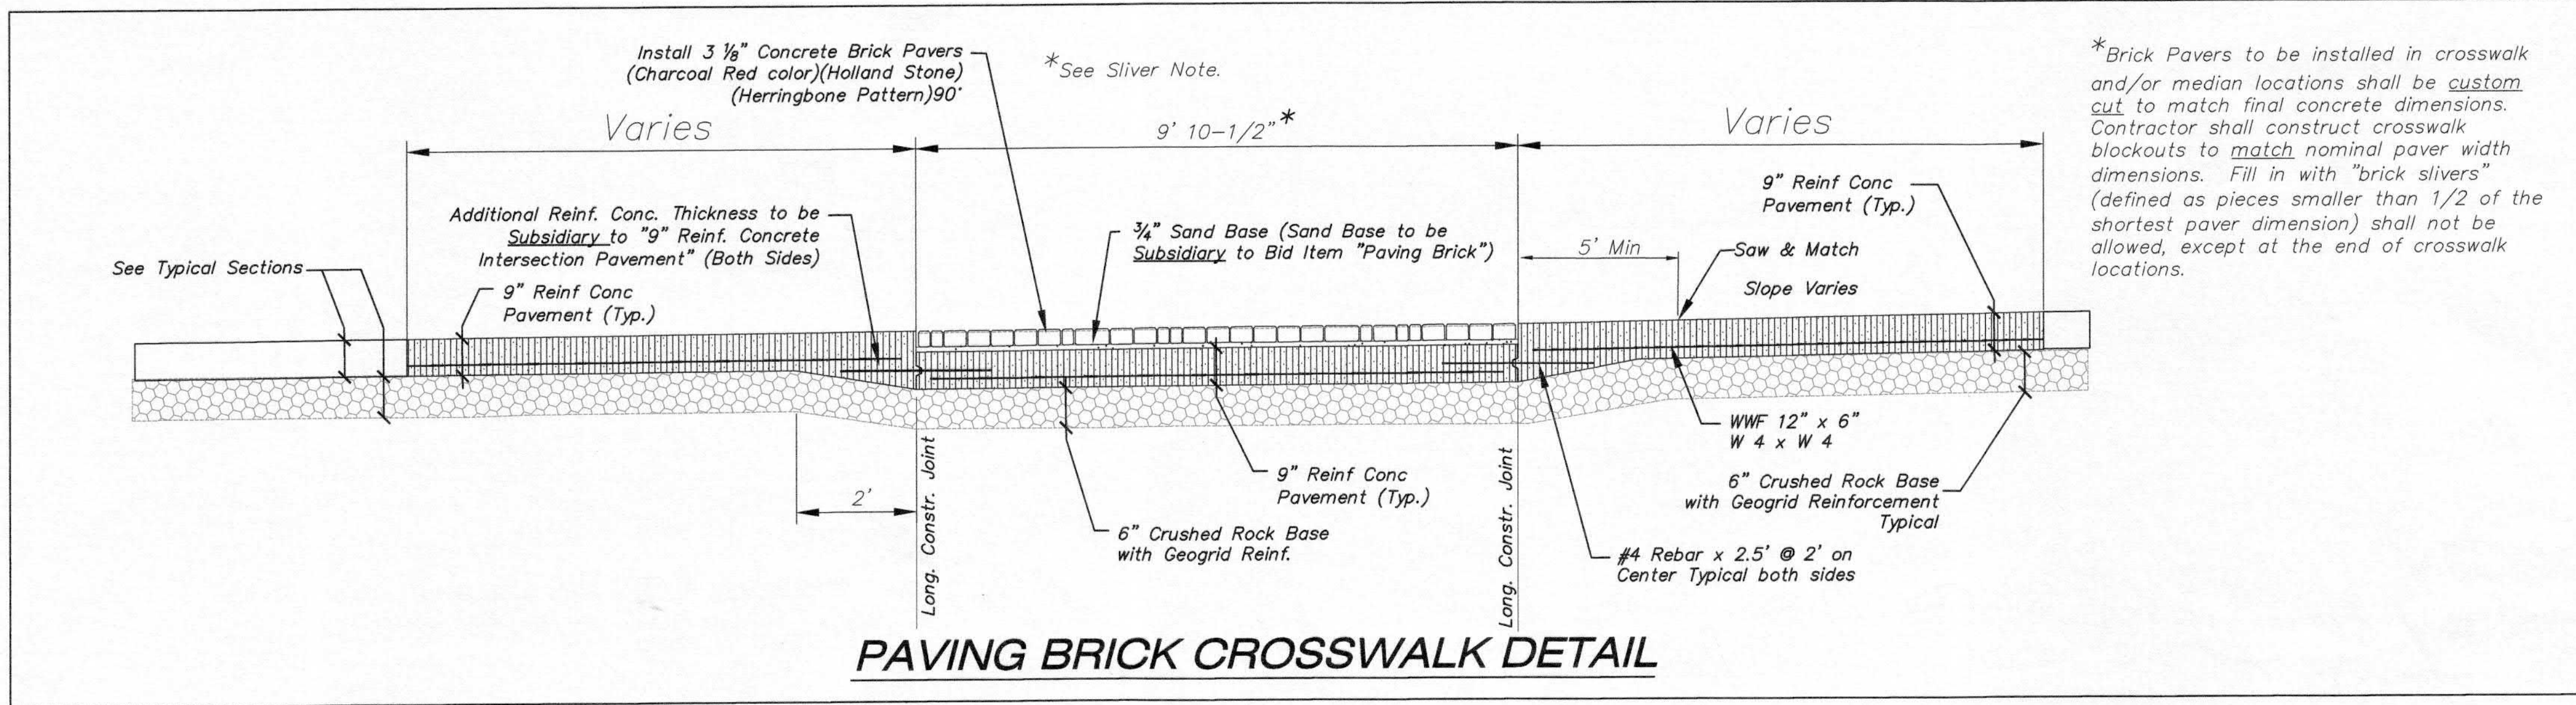 Install 3 ⅛" Concrete Brick Pavers
(Charcoal Red color)(Holland Stone)
(Herringbone Pattern)90°
*See Sliver Note.
*Brick Pavers to be installed in crosswalk
and/or median locations shall be custom
cut to match final concrete dimensions.
Contractor shall construct crosswalk
blockouts to match nominal paver width
dimensions. Fill in with "brick slivers"
(defined as pieces smaller than 1/2 of the
shortest paver dimension) shall not be
allowed, except at the end of crosswalk
locations.
Varies
9' 10-1/2"*
Varies
Additional Reinf. Conc. Thickness to be
Subsidiary to "9" Reinf. Concrete
Intersection Pavement" (Both Sides)
¾" Sand Base (Sand Base to be
Subsidiary to Bid Item "Paving Brick")
9" Reinf Conc
Pavement (Typ.)
5' Min
Saw & Match
Slope Varies
See Typical Sections
9" Reinf Conc
Pavement (Typ.)
WWF 12" x 6"
W 4 x W 4
9" Reinf Conc
Pavement (Typ.)
6" Crushed Rock Base
with Geogrid Reinforcement
Typical
2'
6" Crushed Rock Base
with Geogrid Reinf.
#4 Rebar x 2.5' @ 2' on
Center Typical both sides
Long. Constr. Joint
Long. Constr. Joint
PAVING BRICK CROSSWALK DETAIL